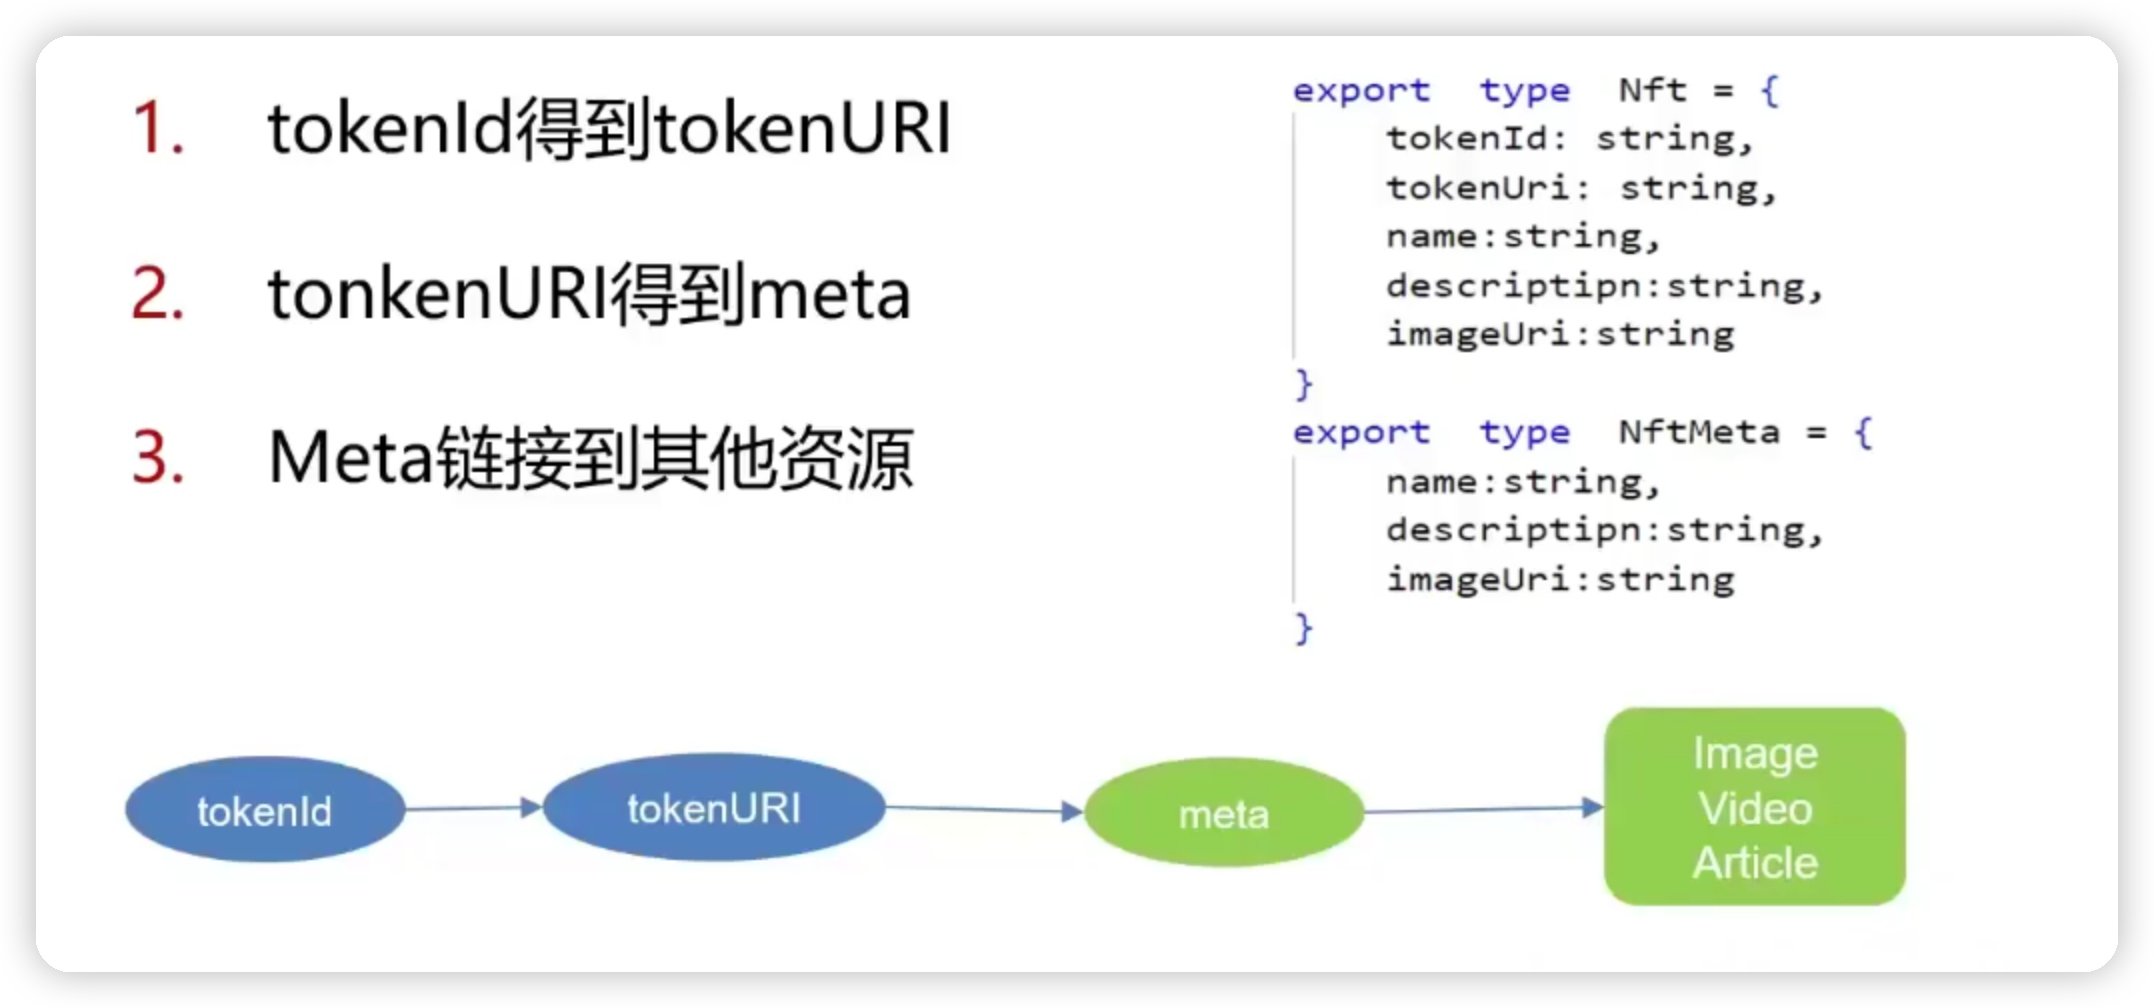 1. tokenId得到tokenURI
2. tonkenURI得到meta
3. Meta链接到其他资源
export type Nft = {
tokenId: string,
tokenUri: string,
name:string,
descriptipn:string,
imageUri:string
}
export type NftMeta = {
name:string,
descriptipn:string,
imageUri:string
}
tokenId
tokenURI
meta
Image
Video
Article